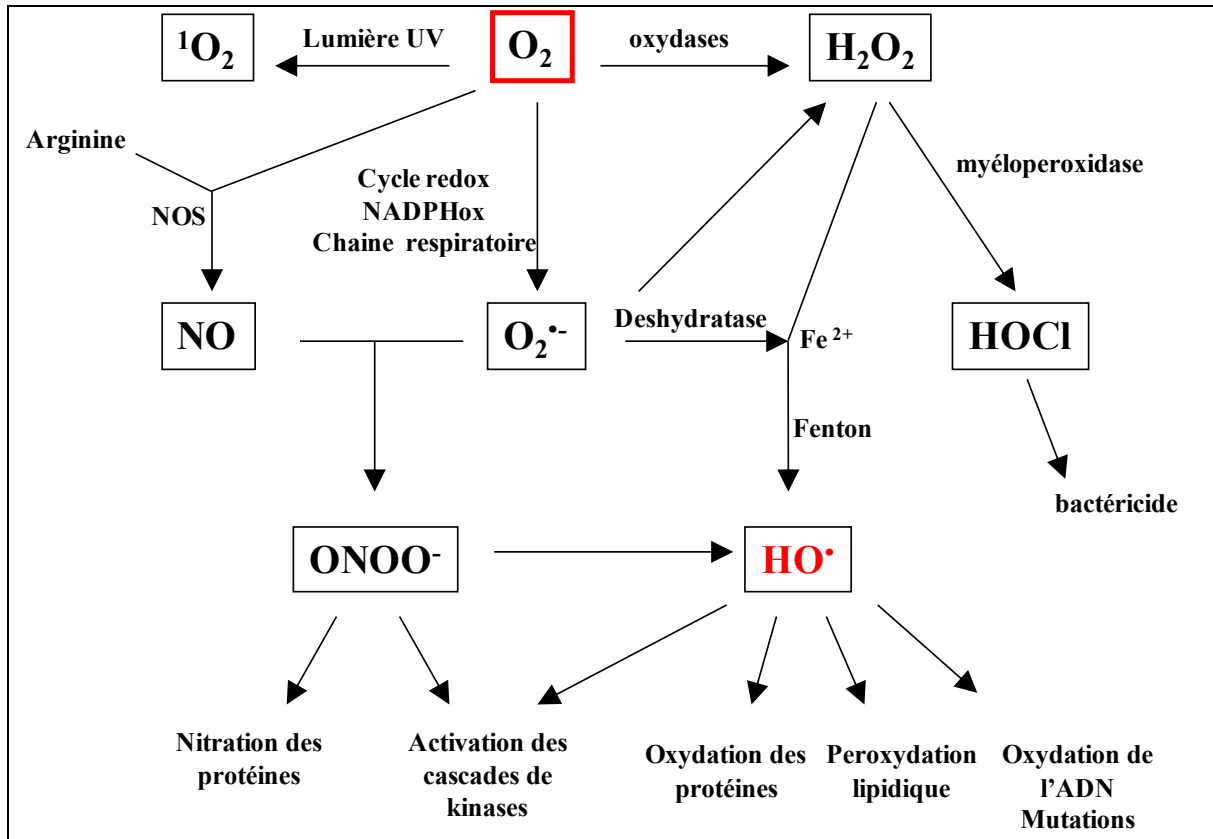 ¹O₂
Lumière UV
O₂
oxydases
H₂O₂
Arginine
myéloperoxidase
Cycle redox
NADPHox
Chaine respiratoire
NOS
NO
O₂•-
Deshydratase
Fe 2+
HOCl
Fenton
bactéricide
ONOO-
HO•
Nitration des
protéines
Activation des
cascades de
kinases
Oxydation des
protéines
Peroxydation
lipidique
Oxydation de
l’ADN
Mutations